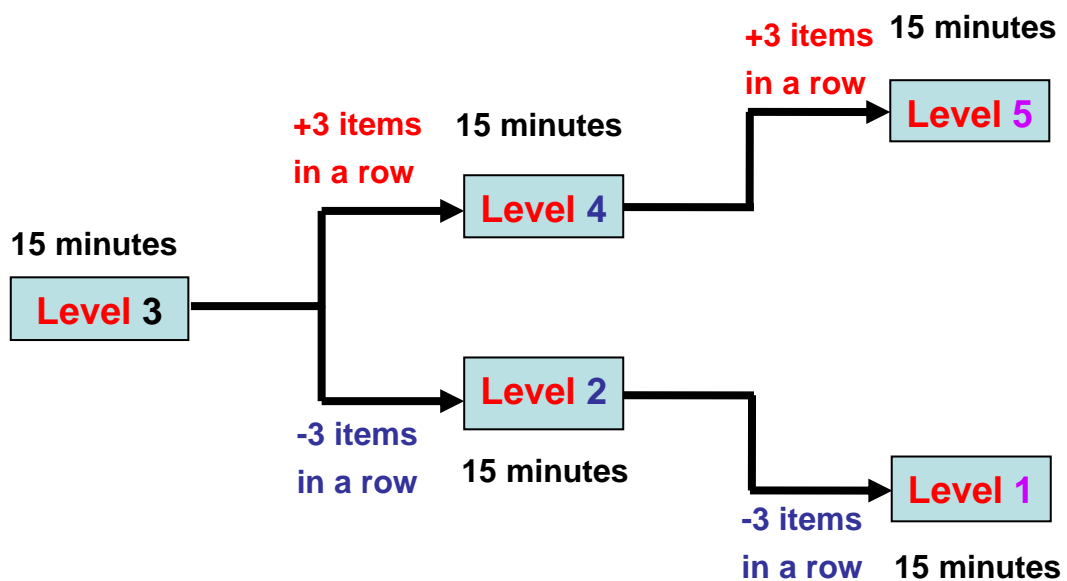 15 minutes
Level 3
+3 items
in a row
15 minutes
Level 4
+3 items
in a row
15 minutes
Level 5
-3 items
in a row
Level 2
15 minutes
-3 items
in a row
Level 1
15 minutes